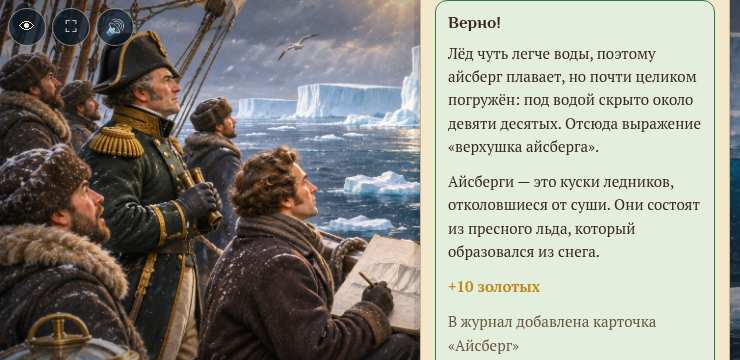 Верно!
Лёд чуть легче воды, поэтому
айсберг плавает, но почти целиком
погружён: под водой скрыто около
девяти десятых. Отсюда выражение
«верхушка айсберга».
Айсберги — это куски ледников,
отколовшиеся от суши. Они состоят
из пресного льда, который
образовался из снега.
+10 золотых
В журнал добавлена карточка
«Айсберг»